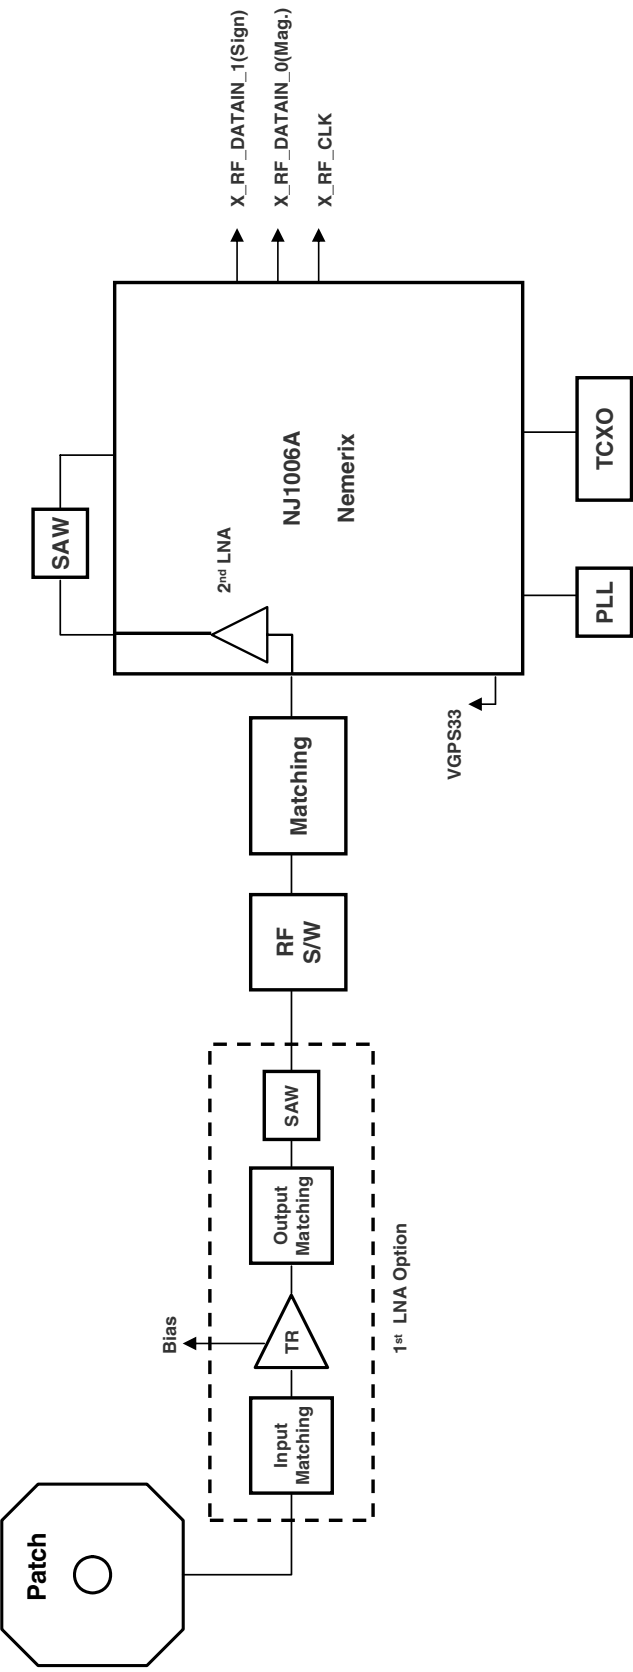 Patch
Input
Matching
TR
Bias
Output
Matching
SAW
1st LNA Option
RF
S/W
Matching
2nd LNA
SAW
NJ1006A
Nemerix
VGPS33
PLL
TCXO
X_RF_DATAIN_1(Sign)
X_RF_DATAIN_0(Mag.)
X_RF_CLK